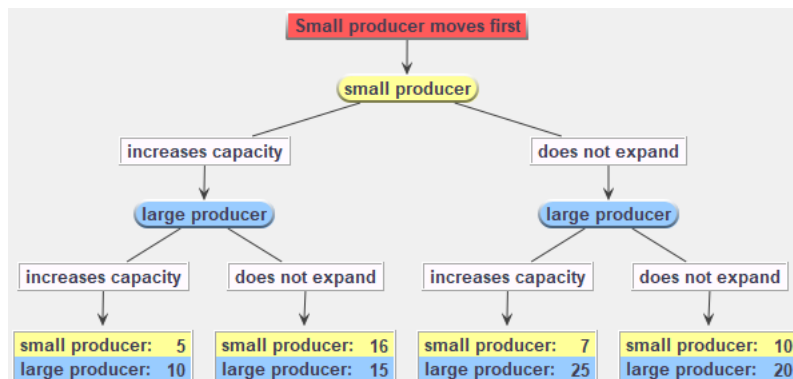 Small producer moves first
small producer
increases capacity
does not expand
large producer
large producer
increases capacity
does not expand
increases capacity
does not expand
small producer: 5
large producer: 10
small producer: 16
large producer: 15
small producer: 7
large producer: 25
small producer: 10
large producer: 20